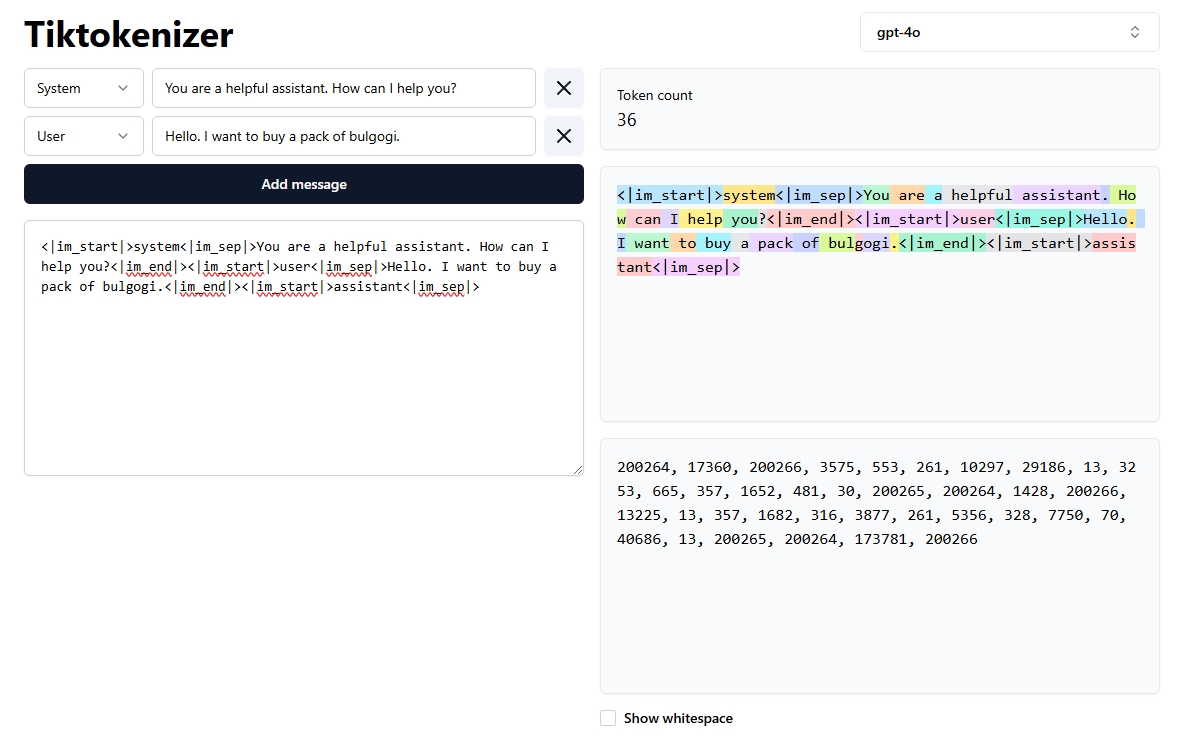 Tiktokenizer
gpt-4o
System
You are a helpful assistant. How can I help you?
User
Hello. I want to buy a pack of bulgogi.
Add message
<|im_start|>system<|im_sep|>You are a helpful assistant. How can I
help you?<|im_end|><|im_start|>user<|im_sep|>Hello. I want to buy a
pack of bulgogi.<|im_end|><|im_start|>assistant<|im_sep|>
Token count
36
<|im_start|>system<|im_sep|>You are a helpful assistant. Ho
w can I help you?<|im_end|><|im_start|>user<|im_sep|>Hello.
I want to buy a pack of bulgogi.<|im_end|><|im_start|>assis
tant<|im_sep|>
200264, 17360, 200266, 3575, 553, 261, 10297, 29186, 13, 32
53, 665, 357, 1652, 481, 30, 200265, 200264, 1428, 200266,
13225, 13, 357, 1682, 316, 3877, 261, 5356, 328, 7750, 70,
40686, 13, 200265, 200264, 173781, 200266
Show whitespace